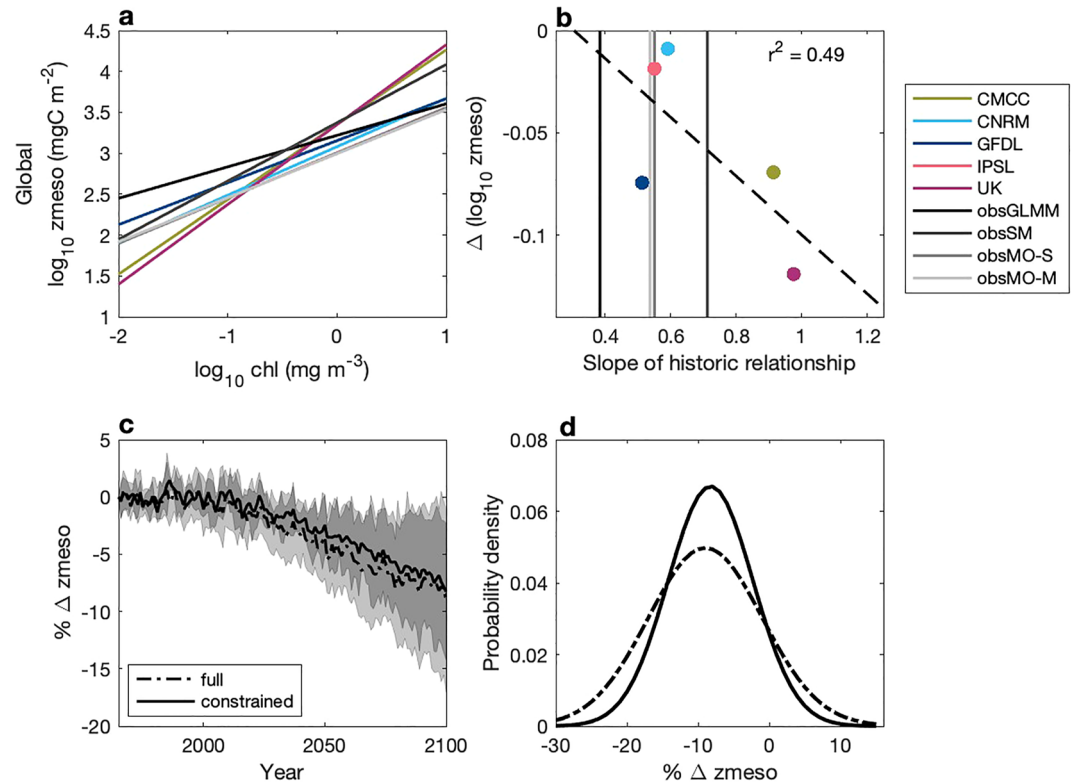 a
Global
log10 zmeso (mgC m-2)
4.5
4
3.5
3
2.5
2
1.5
1
-2
-1
0
1
log10 chl (mg m-3)
b
Δ (log10 zmeso)
0
-0.05
-0.1
r2 = 0.49
0.4
0.6
0.8
1
1.2
Slope of historic relationship
CMCC
CNRM
GFDL
IPSL
UK
obsGLMM
obsSM
obsMO-S
obsMO-M
c
% Δ zmeso
5
0
-5
-10
-15
-20
full
constrained
2000
2050
2100
Year
d
Probability density
0.08
0.06
0.04
0.02
0
-30
-20
-10
0
10
% Δ zmeso